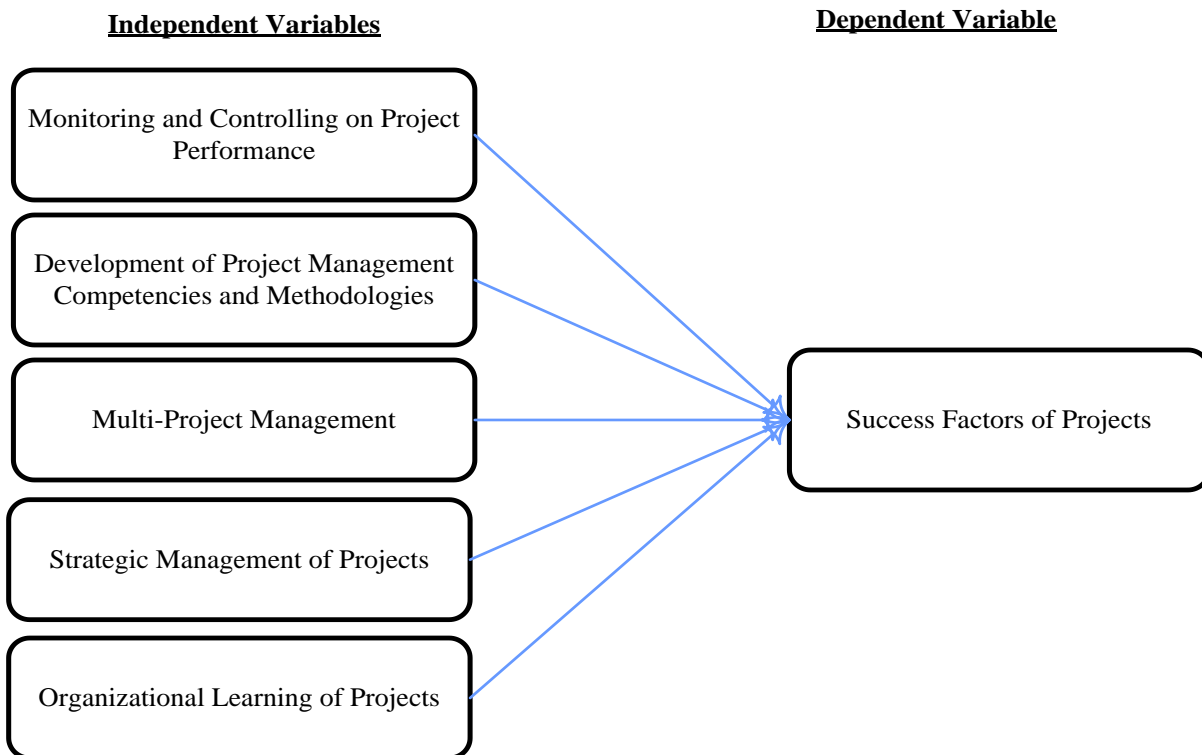 Independent Variables
Dependent Variable
Monitoring and Controlling on Project
Performance
Development of Project Management
Competencies and Methodologies
Multi-Project Management
Success Factors of Projects
Strategic Management of Projects
Organizational Learning of Projects